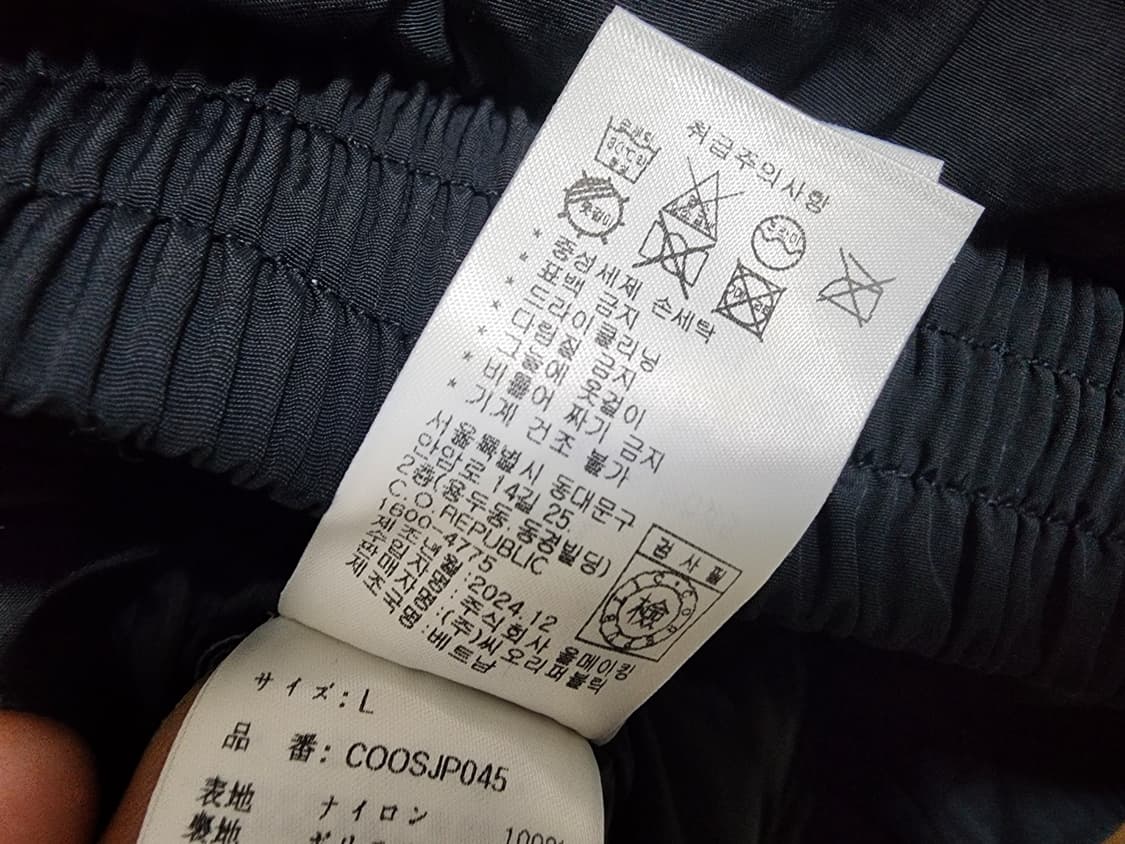 취급주의사항
* 중성세제 손세탁
* 표백 금지
* 드라이클리닝
* 다림질 금지
* 그늘에 옷걸이
* 비틀어 짜기 금지
* 기계 건조 불가
서울특별시 동대문구
안암로 14길 25
2층(용두동,동경빌딩)
C.O.REPUBLIC
1600-4775
제조년월:2024.12
수입자명:주식회사 올메이킹
판매자명:(주)씨오리퍼블릭
제조국명:베트남
검사필
檢
サイズ:L
品 番:COOSJP045
表地 ナイロン 100%
裏地